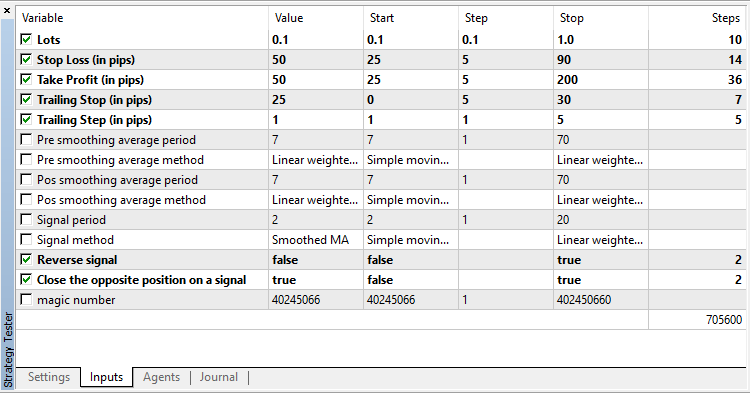 Variable Value Start Step Stop Steps
Lots 0.1 0.1 0.1 1.0 10
Stop Loss (in pips) 50 25 5 90 14
Take Profit (in pips) 50 25 5 200 36
Trailing Stop (in pips) 25 0 5 30 7
Trailing Step (in pips) 1 1 1 5 5
Pre smoothing average period 7 7 1 70
Pre smoothing average method Linear weighte... Simple movin... Linear weighte...
Pos smoothing average period 7 7 1 70
Pos smoothing average method Linear weighte... Simple movin... Linear weighte...
Signal period 2 2 1 20
Signal method Smoothed MA Simple movin... Linear weighte...
Reverse signal false false true 2
Close the opposite position on a signal true false true 2
magic number 40245066 40245066 1 402450660
705600
Settings Inputs Agents Journal
Strategy Tester